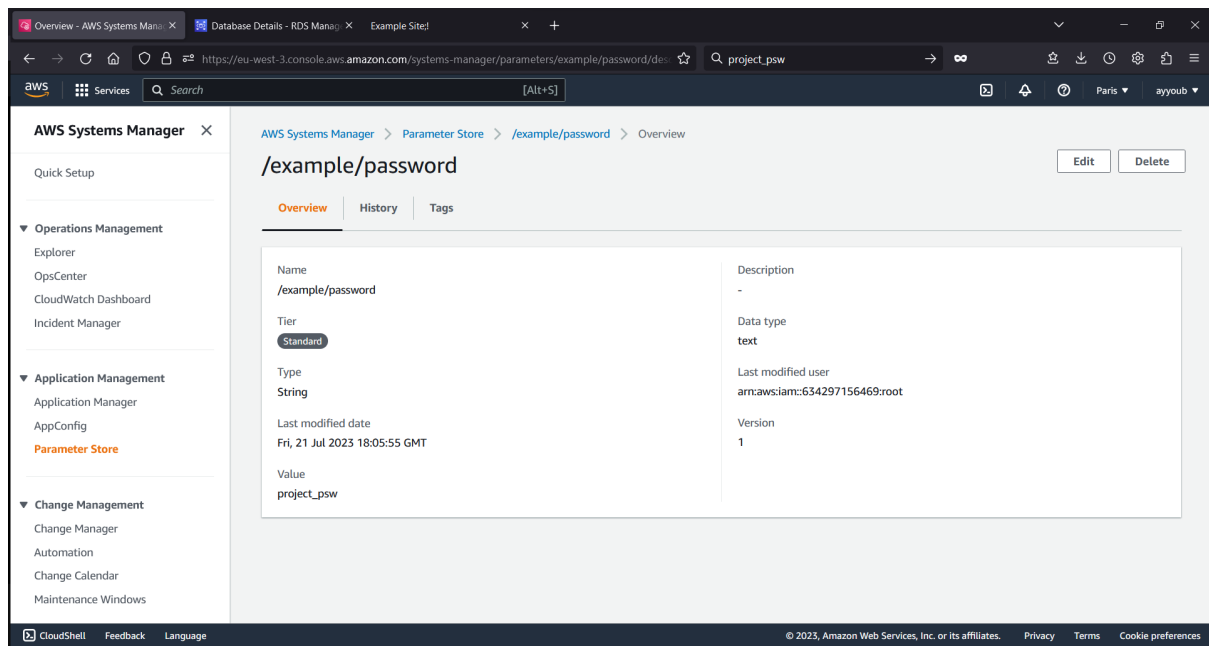 Overview - AWS Systems Mana
Database Details - RDS Manag
Example Site;!
https://eu-west-3.console.aws.amazon.com/systems-manager/parameters/example/password/des
project_psw
aws
Services
Search
[Alt+S]
Paris
ayyoub
AWS Systems Manager
Quick Setup
Operations Management
Explorer
OpsCenter
CloudWatch Dashboard
Incident Manager
Application Management
Application Manager
AppConfig
Parameter Store
Change Management
Change Manager
Automation
Change Calendar
Maintenance Windows
AWS Systems Manager > Parameter Store > /example/password > Overview
/example/password
Edit
Delete
Overview
History
Tags
Name
/example/password
Tier
Standard
Type
String
Last modified date
Fri, 21 Jul 2023 18:05:55 GMT
Value
project_psw
Description
-
Data type
text
Last modified user
arn:aws:iam::634297156469:root
Version
1
CloudShell
Feedback
Language
© 2023, Amazon Web Services, Inc. or its affiliates.
Privacy
Terms
Cookie preferences